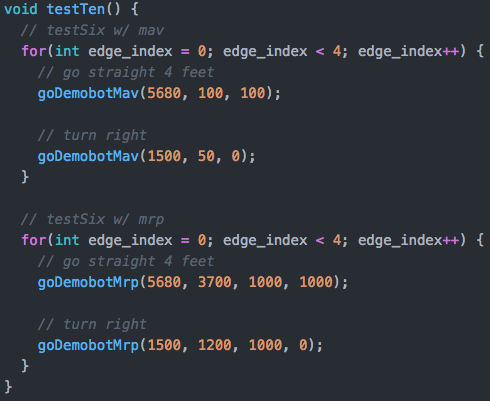 void testTen() {
  // testSix w/ mav
  for(int edge_index = 0; edge_index < 4; edge_index++) {
    // go straight 4 feet
    goDemobotMav(5680, 100, 100);

    // turn right
    goDemobotMav(1500, 50, 0);
  }

  // testSix w/ mrp
  for(int edge_index = 0; edge_index < 4; edge_index++) {
    // go straight 4 feet
    goDemobotMrp(5680, 3700, 1000, 1000);

    // turn right
    goDemobotMrp(1500, 1200, 1000, 0);
  }
}